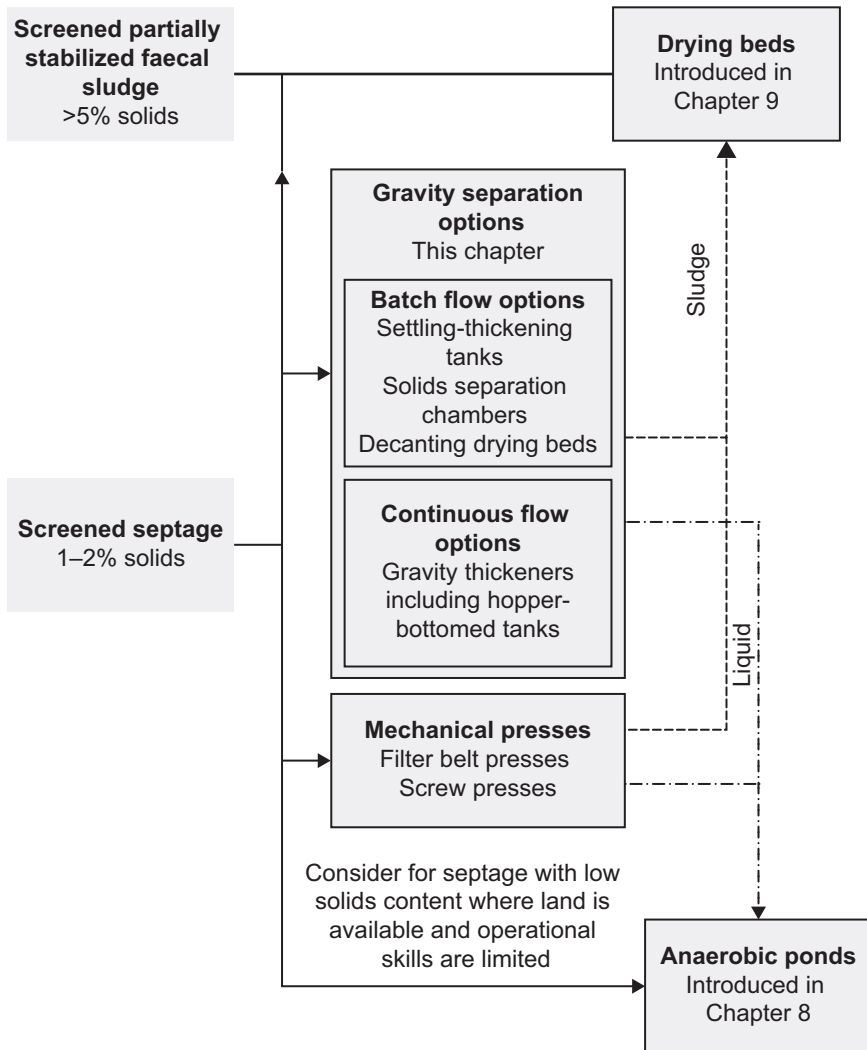 Screened partially
stabilized faecal
sludge
>5% solids
Drying beds
Introduced in
Chapter 9
Gravity separation
options
This chapter
Batch flow options
Settling-thickening
tanks
Solids separation
chambers
Decanting drying beds
Sludge
Screened septage
1–2% solids
Continuous flow
options
Gravity thickeners
including hopper-
bottomed tanks
Liquid
Mechanical presses
Filter belt presses
Screw presses
Consider for septage with low
solids content where land is
available and operational
skills are limited
Anaerobic ponds
Introduced in
Chapter 8